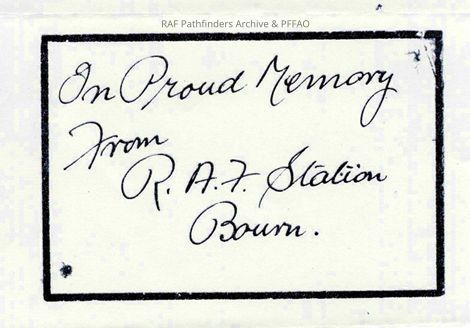 RAF Pathfinders Archive & PFFAO
In Proud Memory
From
R. A. F. Station
Bourn.